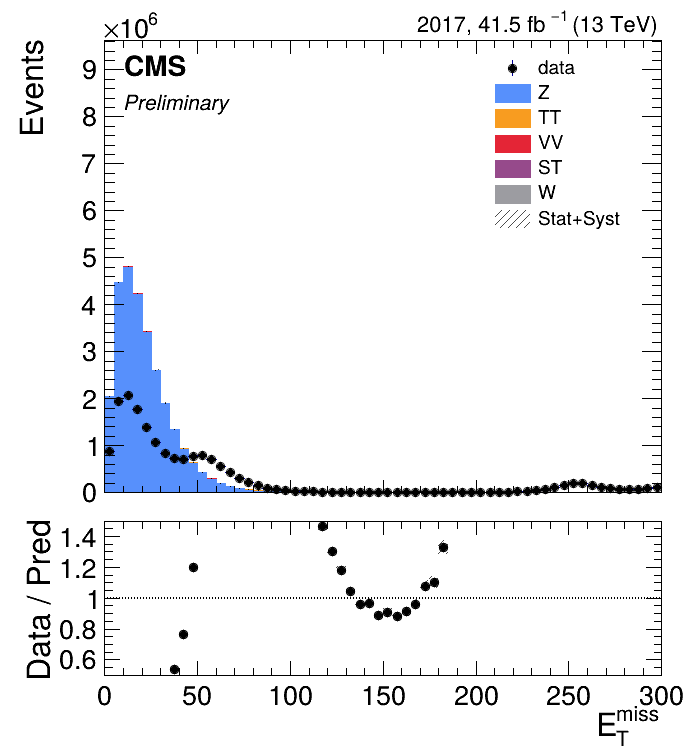 ×10⁶
2017, 41.5 fb⁻¹ (13 TeV)
Events
CMS
Preliminary
data
Z
TT
VV
ST
W
Stat+Syst
9
8
7
6
5
4
3
2
1
0
Data / Pred
1.4
1.2
1
0.8
0.6
0 50 100 150 200 250 300
E_T^miss